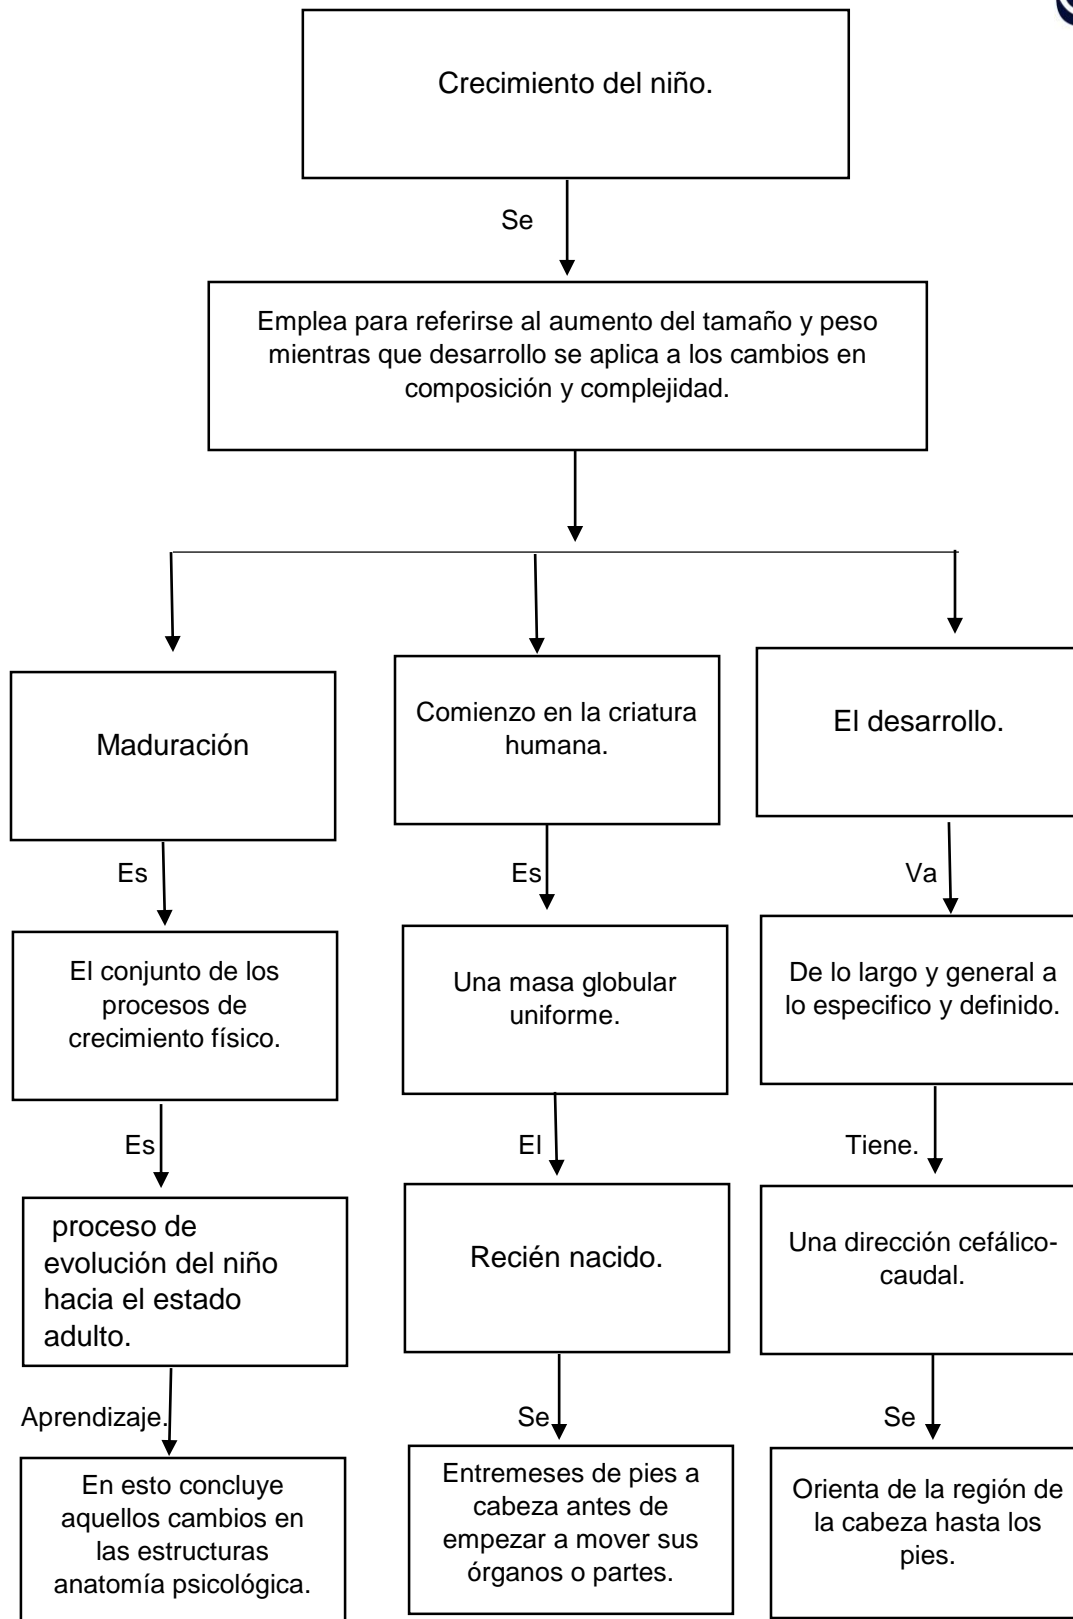 Crecimiento del niño.
Se
Emplea para referirse al aumento del tamaño y peso
mientras que desarrollo se aplica a los cambios en
composición y complejidad.
Maduración
Comienzo en la criatura
humana.
El desarrollo.
Es
Es
Va
El conjunto de los
procesos de
crecimiento físico.
Una masa globular
uniforme.
De lo largo y general a
lo especifico y definido.
Es
El
Tiene.
proceso de
evolución del niño
hacia el estado
adulto.
Recién nacido.
Una dirección cefálico-
caudal.
Aprendizaje.
Se
Se
En esto concluye
aquellos cambios en
las estructuras
anatomía psicológica.
Entremeses de pies a
cabeza antes de
empezar a mover sus
órganos o partes.
Orienta de la región de
la cabeza hasta los
pies.